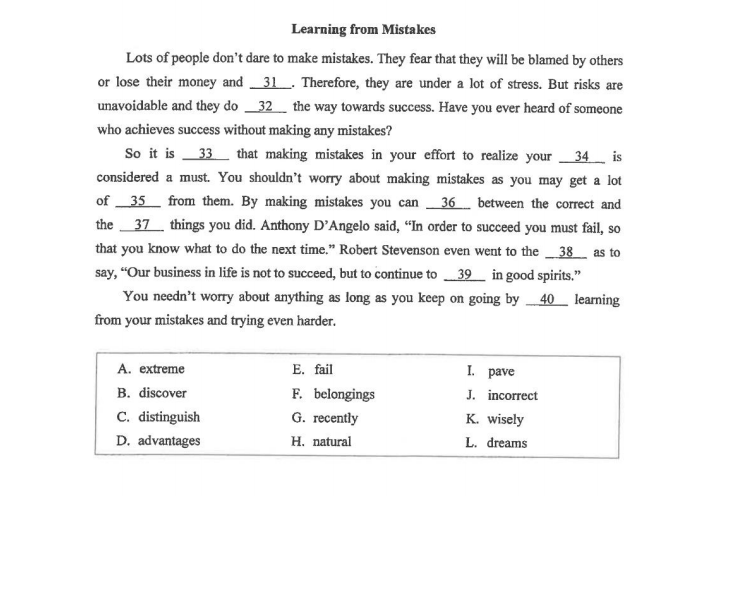 Learning from Mistakes
Lots of people don't dare to make mistakes. They fear that they will be blamed by others
or lose their money and __31__. Therefore, they are under a lot of stress. But risks are
unavoidable and they do __32__ the way towards success. Have you ever heard of someone
who achieves success without making any mistakes?
So it is __33__ that making mistakes in your effort to realize your __34__ is
considered a must. You shouldn't worry about making mistakes as you may get a lot
of __35__ from them. By making mistakes you can __36__ between the correct and
the __37__ things you did. Anthony D'Angelo said, "In order to succeed you must fail, so
that you know what to do the next time." Robert Stevenson even went to the __38__ as to
say, "Our business in life is not to succeed, but to continue to __39__ in good spirits."
You needn't worry about anything as long as you keep on going by __40__ learning
from your mistakes and trying even harder.
A. extreme E. fail I. pave
B. discover F. belongings J. incorrect
C. distinguish G. recently K. wisely
D. advantages H. natural L. dreams